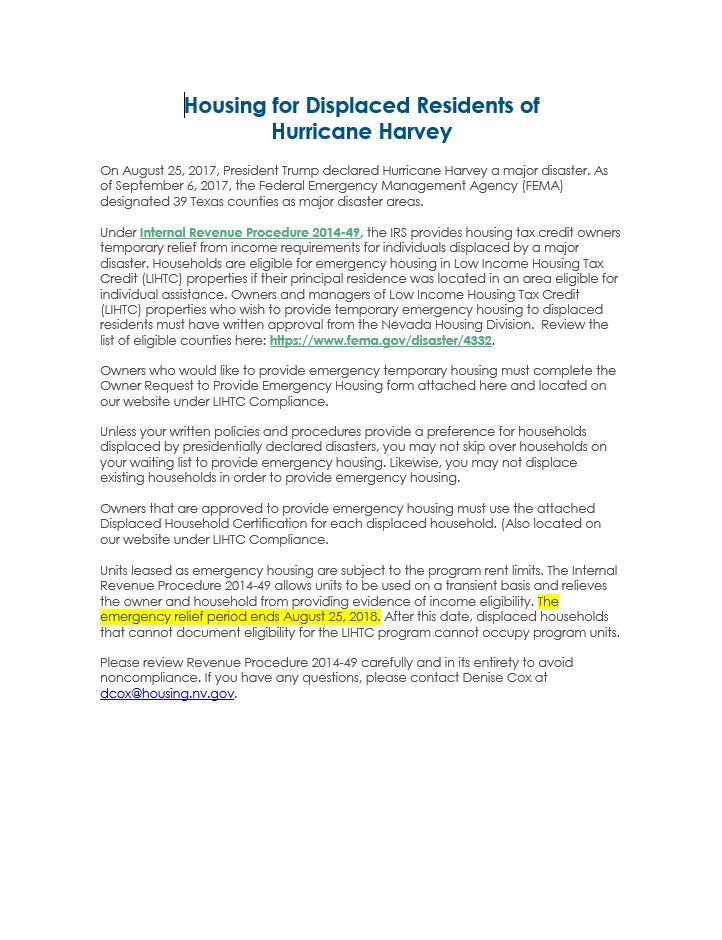 Housing for Displaced Residents of
Hurricane Harvey
On August 25, 2017, President Trump declared Hurricane Harvey a major disaster. As
of September 6, 2017, the Federal Emergency Management Agency (FEMA)
designated 39 Texas counties as major disaster areas.
Under Internal Revenue Procedure 2014-49, the IRS provides housing tax credit owners
temporary relief from income requirements for individuals displaced by a major
disaster. Households are eligible for emergency housing in Low Income Housing Tax
Credit (LIHTC) properties if their principal residence was located in an area eligible for
individual assistance. Owners and managers of Low Income Housing Tax Credit
(LIHTC) properties who wish to provide temporary emergency housing to displaced
residents must have written approval from the Nevada Housing Division.  Review the
list of eligible counties here: https://www.fema.gov/disaster/4332.
Owners who would like to provide emergency temporary housing must complete the
Owner Request to Provide Emergency Housing form attached here and located on
our website under LIHTC Compliance.
Unless your written policies and procedures provide a preference for households
displaced by presidentially declared disasters, you may not skip over households on
your waiting list to provide emergency housing. Likewise, you may not displace
existing households in order to provide emergency housing.
Owners that are approved to provide emergency housing must use the attached
Displaced Household Certification for each displaced household. (Also located on
our website under LIHTC Compliance.
Units leased as emergency housing are subject to the program rent limits. The Internal
Revenue Procedure 2014-49 allows units to be used on a transient basis and relieves
the owner and household from providing evidence of income eligibility. The
emergency relief period ends August 25, 2018. After this date, displaced households
that cannot document eligibility for the LIHTC program cannot occupy program units.
Please review Revenue Procedure 2014-49 carefully and in its entirety to avoid
noncompliance. If you have any questions, please contact Denise Cox at
dcox@housing.nv.gov.